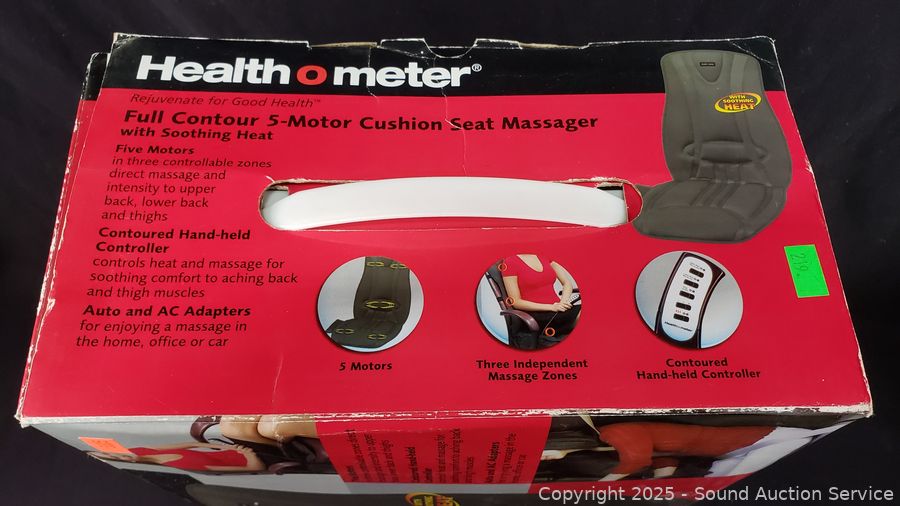 Health o meter®
Rejuvenate for Good Health™
Full Contour 5-Motor Cushion Seat Massager
with Soothing Heat
Five Motors
in three controllable zones
direct massage and
intensity to upper
back, lower back
and thighs
Contoured Hand-held
Controller
controls heat and massage for
soothing comfort to aching back
and thigh muscles
Auto and AC Adapters
for enjoying a massage in
the home, office or car
WITH
SOOTHING
HEAT
219
5 Motors
Three Independent
Massage Zones
Health o meter
Contoured
Hand-held Controller
Copyright 2025 - Sound Auction Service